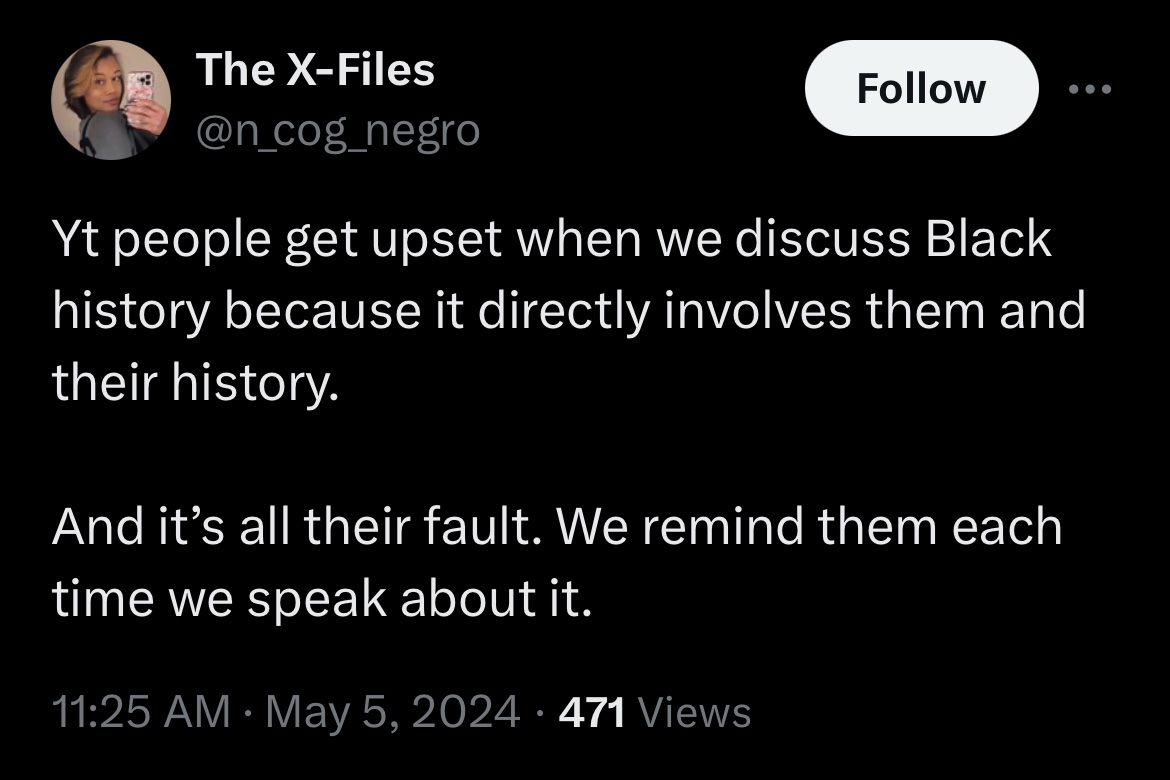 The X-Files
Follow
@n_cog_negro
Yt people get upset when we discuss Black
history because it directly involves them and
their history.
And it’s all their fault. We remind them each
time we speak about it.
11:25 AM · May 5, 2024 · 471 Views